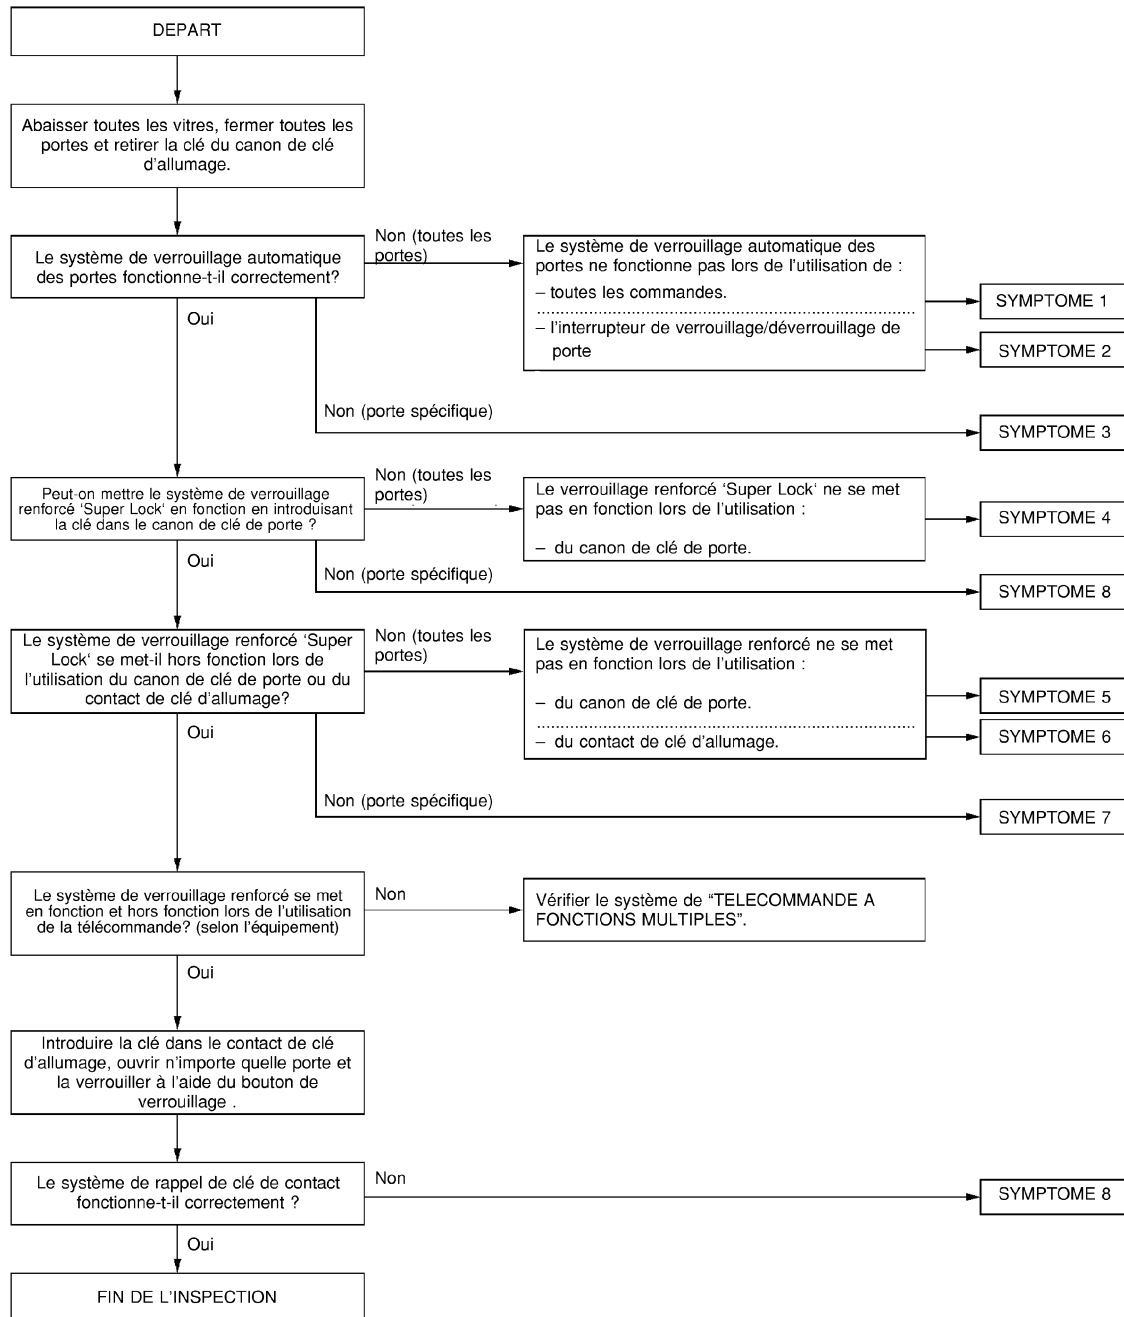 DEPART
Abaisser toutes les vitres, fermer toutes les
portes et retirer la clé du canon de clé
d'allumage.
Le système de verrouillage automatique
des portes fonctionne-t-il correctement?
Non (toutes les
portes)
Le système de verrouillage automatique des
portes ne fonctionne pas lors de l'utilisation de :
– toutes les commandes.
– l'interrupteur de verrouillage/déverrouillage de
porte
SYMPTOME 1
SYMPTOME 2
Oui
Non (porte spécifique)
SYMPTOME 3
Peut-on mettre le système de verrouillage
renforcé ‘Super Lock‘ en fonction en introduisant
la clé dans le canon de clé de porte ?
Non (toutes les
portes)
Le verrouillage renforcé ‘Super Lock‘ ne se met
pas en fonction lors de l'utilisation :
– du canon de clé de porte.
SYMPTOME 4
Oui
Non (porte spécifique)
SYMPTOME 8
Le système de verrouillage renforcé ‘Super
Lock‘ se met-il hors fonction lors de
l'utilisation du canon de clé de porte ou du
contact de clé d'allumage?
Non (toutes les
portes)
Le système de verrouillage renforcé ne se met
pas en fonction lors de l'utilisation :
– du canon de clé de porte.
– du contact de clé d'allumage.
SYMPTOME 5
SYMPTOME 6
Oui
Non (porte spécifique)
SYMPTOME 7
Le système de verrouillage renforcé se met
en fonction et hors fonction lors de l'utilisation
de la télécommande? (selon l'équipement)
Non
Vérifier le système de “TELECOMMANDE A
FONCTIONS MULTIPLES”.
Oui
Introduire la clé dans le contact de clé
d'allumage, ouvrir n'importe quelle porte et
la verrouiller à l'aide du bouton de
verrouillage .
Le système de rappel de clé de contact
fonctionne-t-il correctement ?
Non
SYMPTOME 8
Oui
FIN DE L'INSPECTION